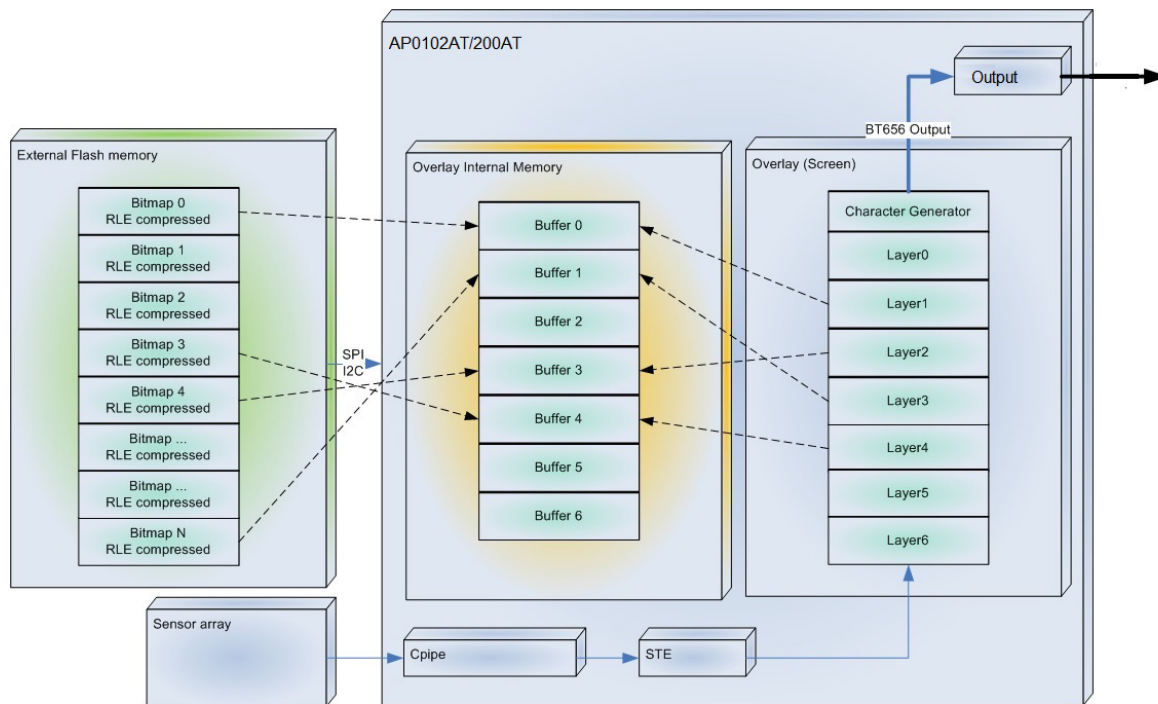 AP0102AT/200AT
Output
BT656 Output
External Flash memory
Bitmap 0
RLE compressed
Bitmap 1
RLE compressed
Bitmap 2
RLE compressed
Bitmap 3
RLE compressed
Bitmap 4
RLE compressed
Bitmap ...
RLE compressed
Bitmap ...
RLE compressed
Bitmap N
RLE compressed
SPI
I2C
Overlay Internal Memory
Buffer 0
Buffer 1
Buffer 2
Buffer 3
Buffer 4
Buffer 5
Buffer 6
Overlay (Screen)
Character Generator
Layer0
Layer1
Layer2
Layer3
Layer4
Layer5
Layer6
Sensor array
Cpipe
STE